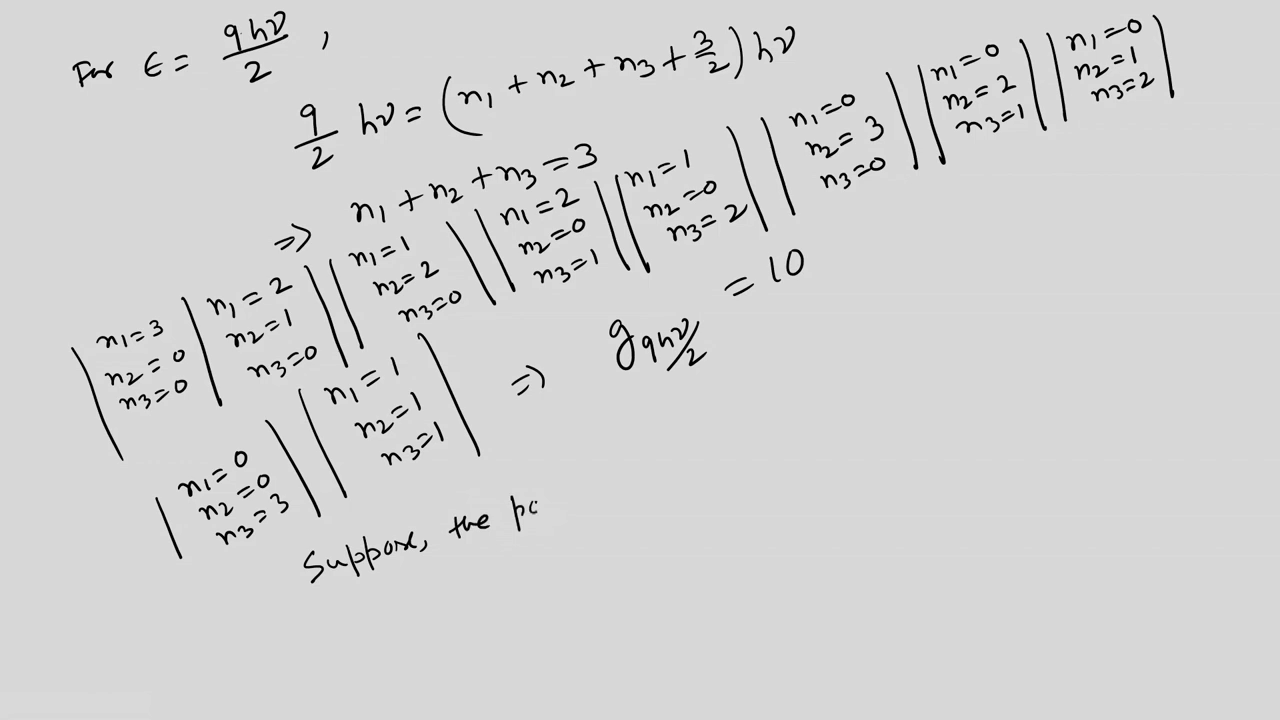 For ϵ = 9hν/2 ,
9/2 hν = (n1 + n2 + n3 + 3/2) hν
⇒ n1 + n2 + n3 = 3
| n1=3 n2=0 n3=0 | n1=2 n2=1 n3=0 | | n1=1 n2=2 n3=0 | | n1=2 n2=0 n3=1 | | n1=1 n2=0 n3=2 | | n1=0 n2=3 n3=0 | | n1=0 n2=2 n3=1 | | n1=0 n2=1 n3=2 |
| n1=0 n2=0 n3=3 | | n1=1 n2=1 n3=1 | ⇒ g9hν/2 = 10
Suppose, the